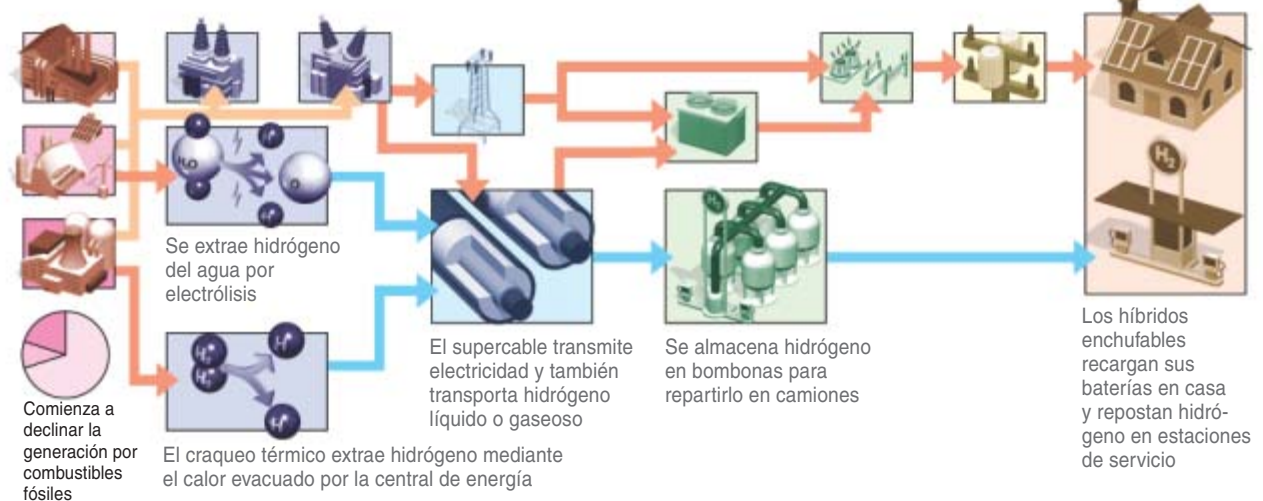 H₂O
O
H⁺
H⁺
Se extrae hidrógeno
del agua por
electrólisis
H⁺
H⁺
H⁺
H⁺
Comienza a
declinar la
generación por
combustibles
fósiles
El craqueo térmico extrae hidrógeno mediante
el calor evacuado por la central de energía
El supercable transmite
electricidad y también
transporta hidrógeno
líquido o gaseoso
H₂
Se almacena hidrógeno
en bombonas para
repartirlo en camiones
H₂
Los híbridos
enchufables
recargan sus
baterías en casa
y repostan hidró-
geno en estaciones
de servicio